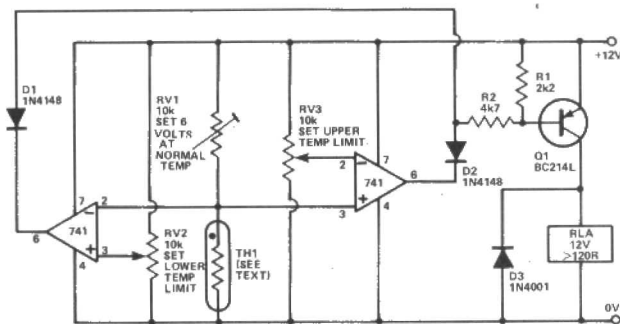 +12V
D1
1N4148
RV1
10k
SET 6
VOLTS
AT
NORMAL
TEMP
RV3
10k
SET UPPER
TEMP LIMIT
R1
2k2
R2
4k7
Q1
BC214L
D2
1N4148
7
2
741
6
3
4
7
2
741
6
3
4
RV2
10k
SET
LOWER
TEMP
LIMIT
TH1
(SEE
TEXT)
D3
1N4001
RLA
12V
>120R
0V